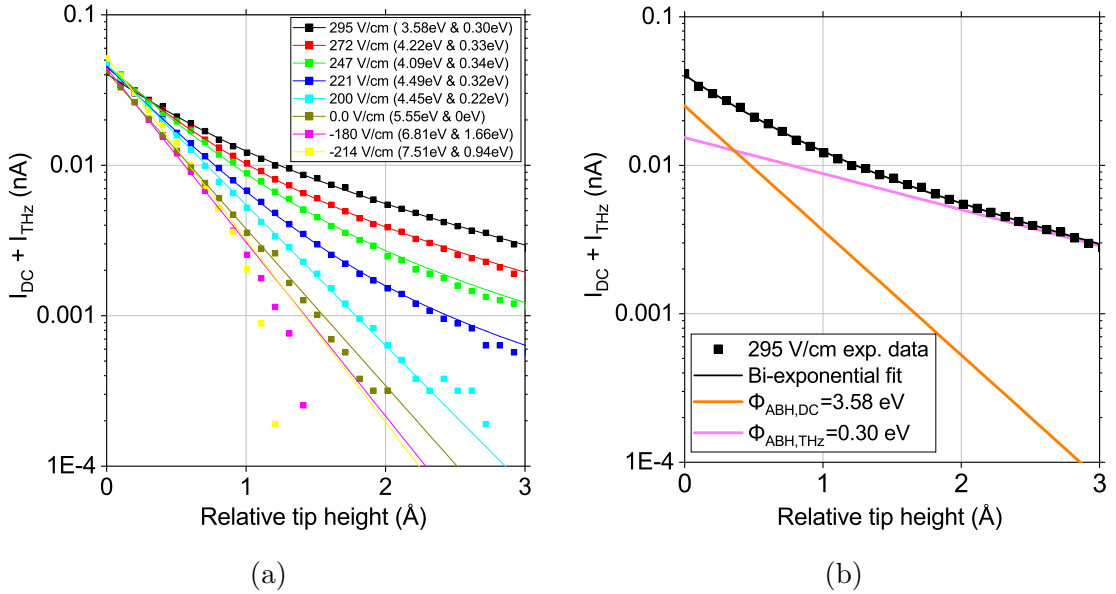 0.1
0.01
0.001
1E-4
I_DC + I_THz (nA)
295 V/cm ( 3.58eV & 0.30eV)
272 V/cm (4.22eV & 0.33eV)
247 V/cm (4.09eV & 0.34eV)
221 V/cm (4.49eV & 0.32eV)
200 V/cm (4.45eV & 0.22eV)
0.0 V/cm (5.55eV & 0eV)
-180 V/cm (6.81eV & 1.66eV)
-214 V/cm (7.51eV & 0.94eV)
0 1 2 3
Relative tip height (Å)
(a)
0.1
0.01
0.001
1E-4
I_DC + I_THz (nA)
295 V/cm exp. data
Bi-exponential fit
Φ_ABH,DC=3.58 eV
Φ_ABH,THz=0.30 eV
0 1 2 3
Relative tip height (Å)
(b)